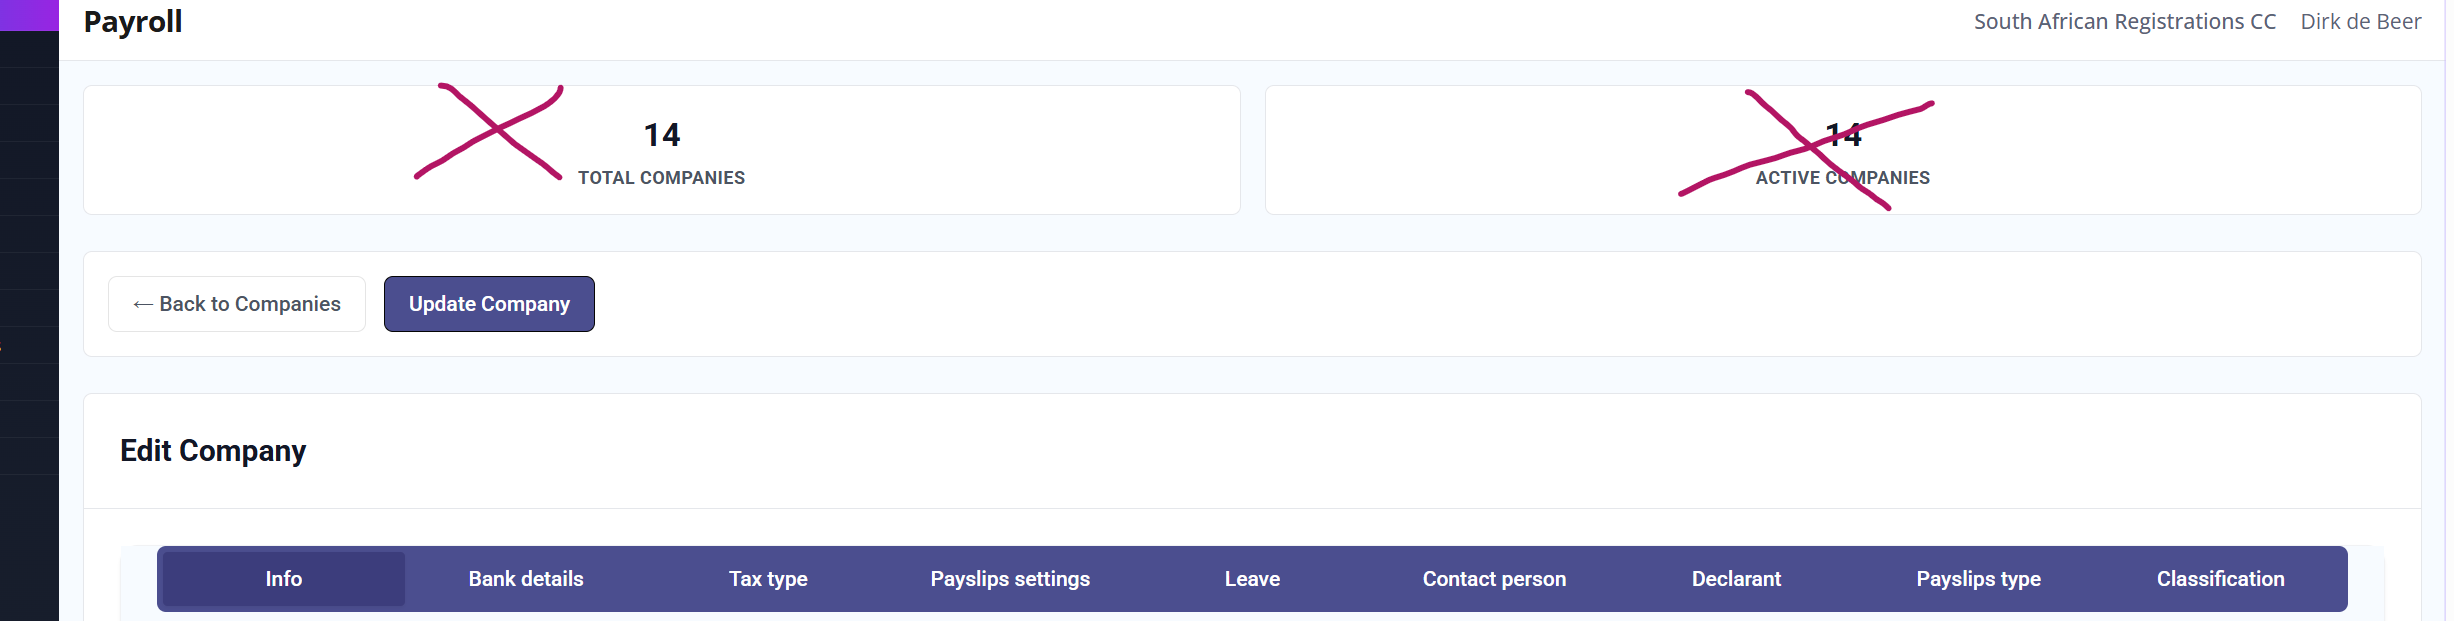 Payroll
South African Registrations CC Dirk de Beer
14
TOTAL COMPANIES
14
ACTIVE COMPANIES
← Back to Companies
Update Company
Edit Company
Info Bank details Tax type Payslips settings Leave Contact person Declarant Payslips type Classification